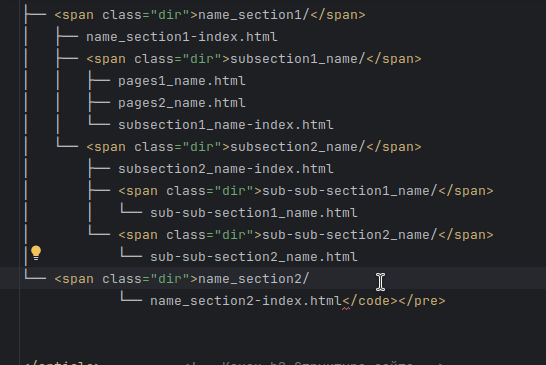 ├── <span class="dir">name_section1/</span>
│   ├── name_section1-index.html
│   ├── <span class="dir">subsection1_name/</span>
│   │   ├── pages1_name.html
│   │   ├── pages2_name.html
│   │   └── subsection1_name-index.html
│   └── <span class="dir">subsection2_name/</span>
│       ├── subsection2_name-index.html
│       ├── <span class="dir">sub-sub-section1_name/</span>
│       │   └── sub-sub-section1_name.html
│       └── <span class="dir">sub-sub-section2_name/</span>
│           └── sub-sub-section2_name.html
└── <span class="dir">name_section2/
            └── name_section2-index.html</code></pre>